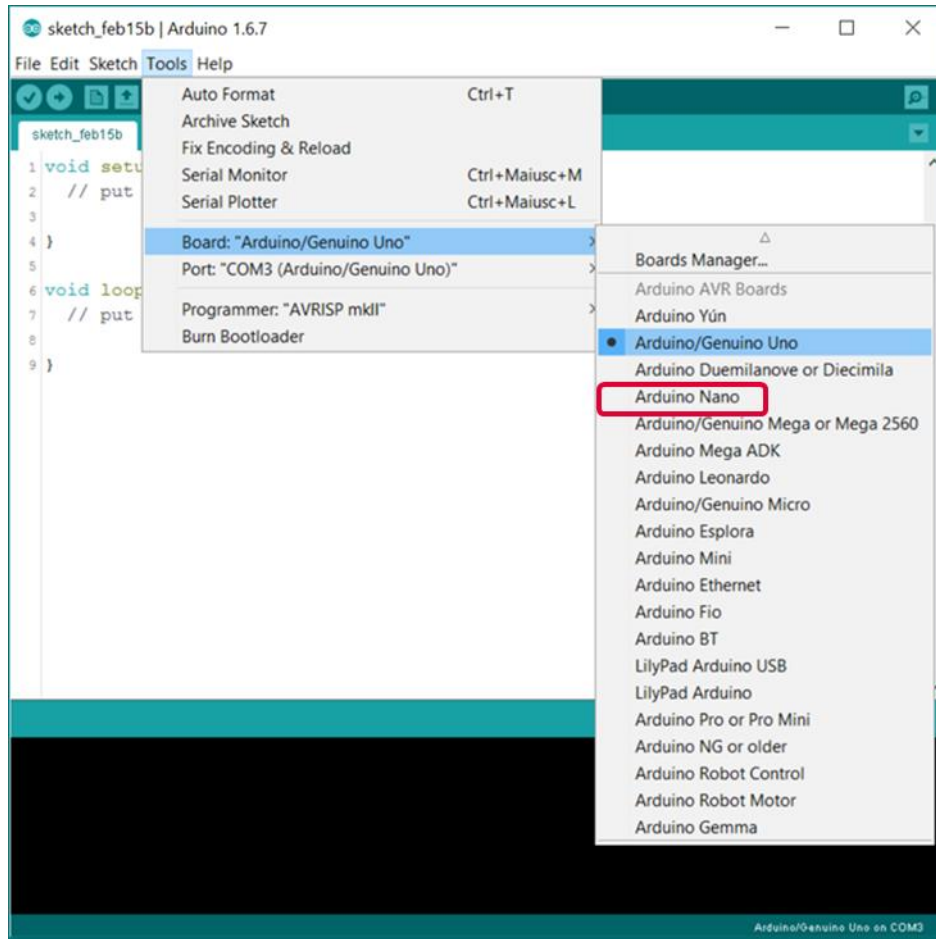 sketch_feb15b | Arduino 1.6.7
File Edit Sketch Tools Help
sketch_feb15b
1 void setu
2 // put
3
4 }
5
6 void loop
7 // put
8
9 }
Auto Format Ctrl+T
Archive Sketch
Fix Encoding & Reload
Serial Monitor Ctrl+Maiusc+M
Serial Plotter Ctrl+Maiusc+L
Board: "Arduino/Genuino Uno"
Port: "COM3 (Arduino/Genuino Uno)"
Programmer: "AVRISP mkII"
Burn Bootloader
Boards Manager...
Arduino AVR Boards
Arduino Yún
Arduino/Genuino Uno
Arduino Duemilanove or Diecimila
Arduino Nano
Arduino/Genuino Mega or Mega 2560
Arduino Mega ADK
Arduino Leonardo
Arduino/Genuino Micro
Arduino Esplora
Arduino Mini
Arduino Ethernet
Arduino Fio
Arduino BT
LilyPad Arduino USB
LilyPad Arduino
Arduino Pro or Pro Mini
Arduino NG or older
Arduino Robot Control
Arduino Robot Motor
Arduino Gemma
Arduino/Genuino Uno on COM3